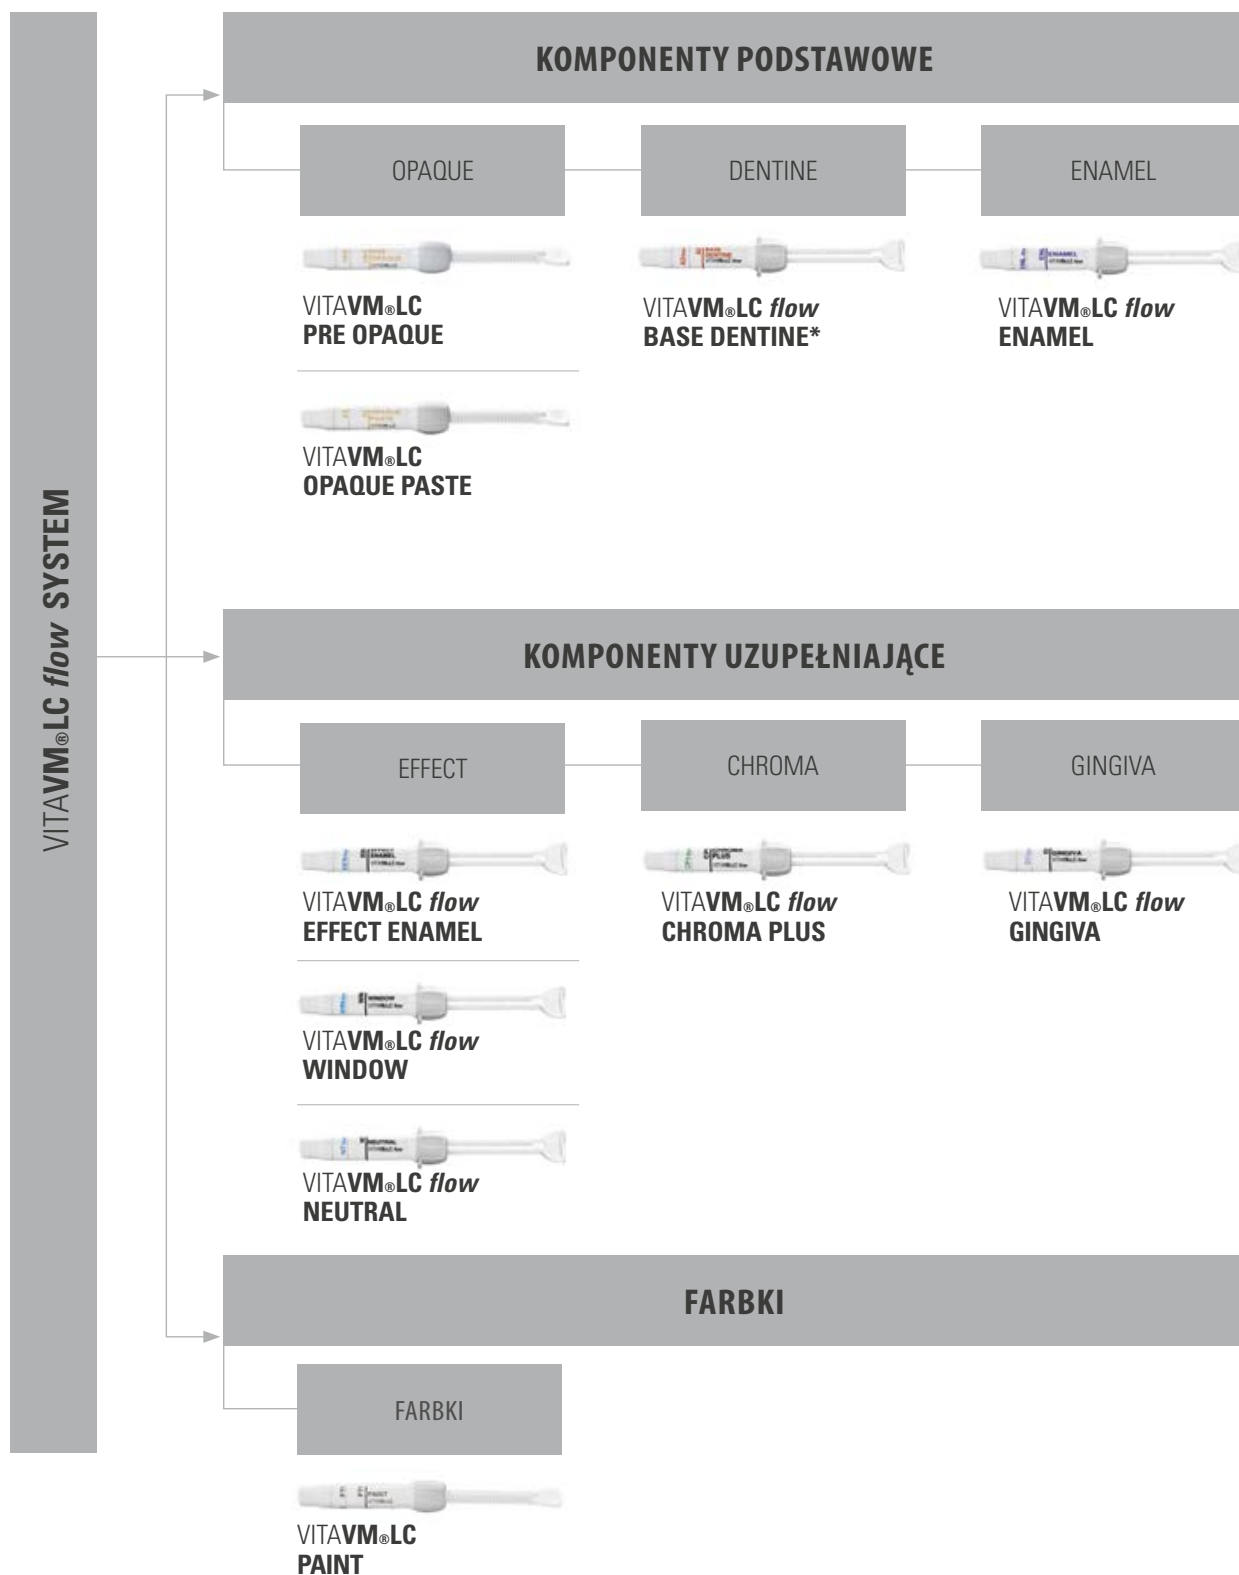 VITAVM®LC flow SYSTEM
KOMPONENTY PODSTAWOWE
OPAQUE
DENTINE
ENAMEL
VITAVM®LC
PRE OPAQUE
VITAVM®LC flow
BASE DENTINE*
VITAVM®LC flow
ENAMEL
VITAVM®LC
OPAQUE PASTE
KOMPONENTY UZUPEŁNIAJĄCE
EFFECT
CHROMA
GINGIVA
VITAVM®LC flow
EFFECT ENAMEL
VITAVM®LC flow
CHROMA PLUS
VITAVM®LC flow
GINGIVA
VITAVM®LC flow
WINDOW
VITAVM®LC flow
NEUTRAL
FARBKI
FARBKI
VITAVM®LC
PAINT